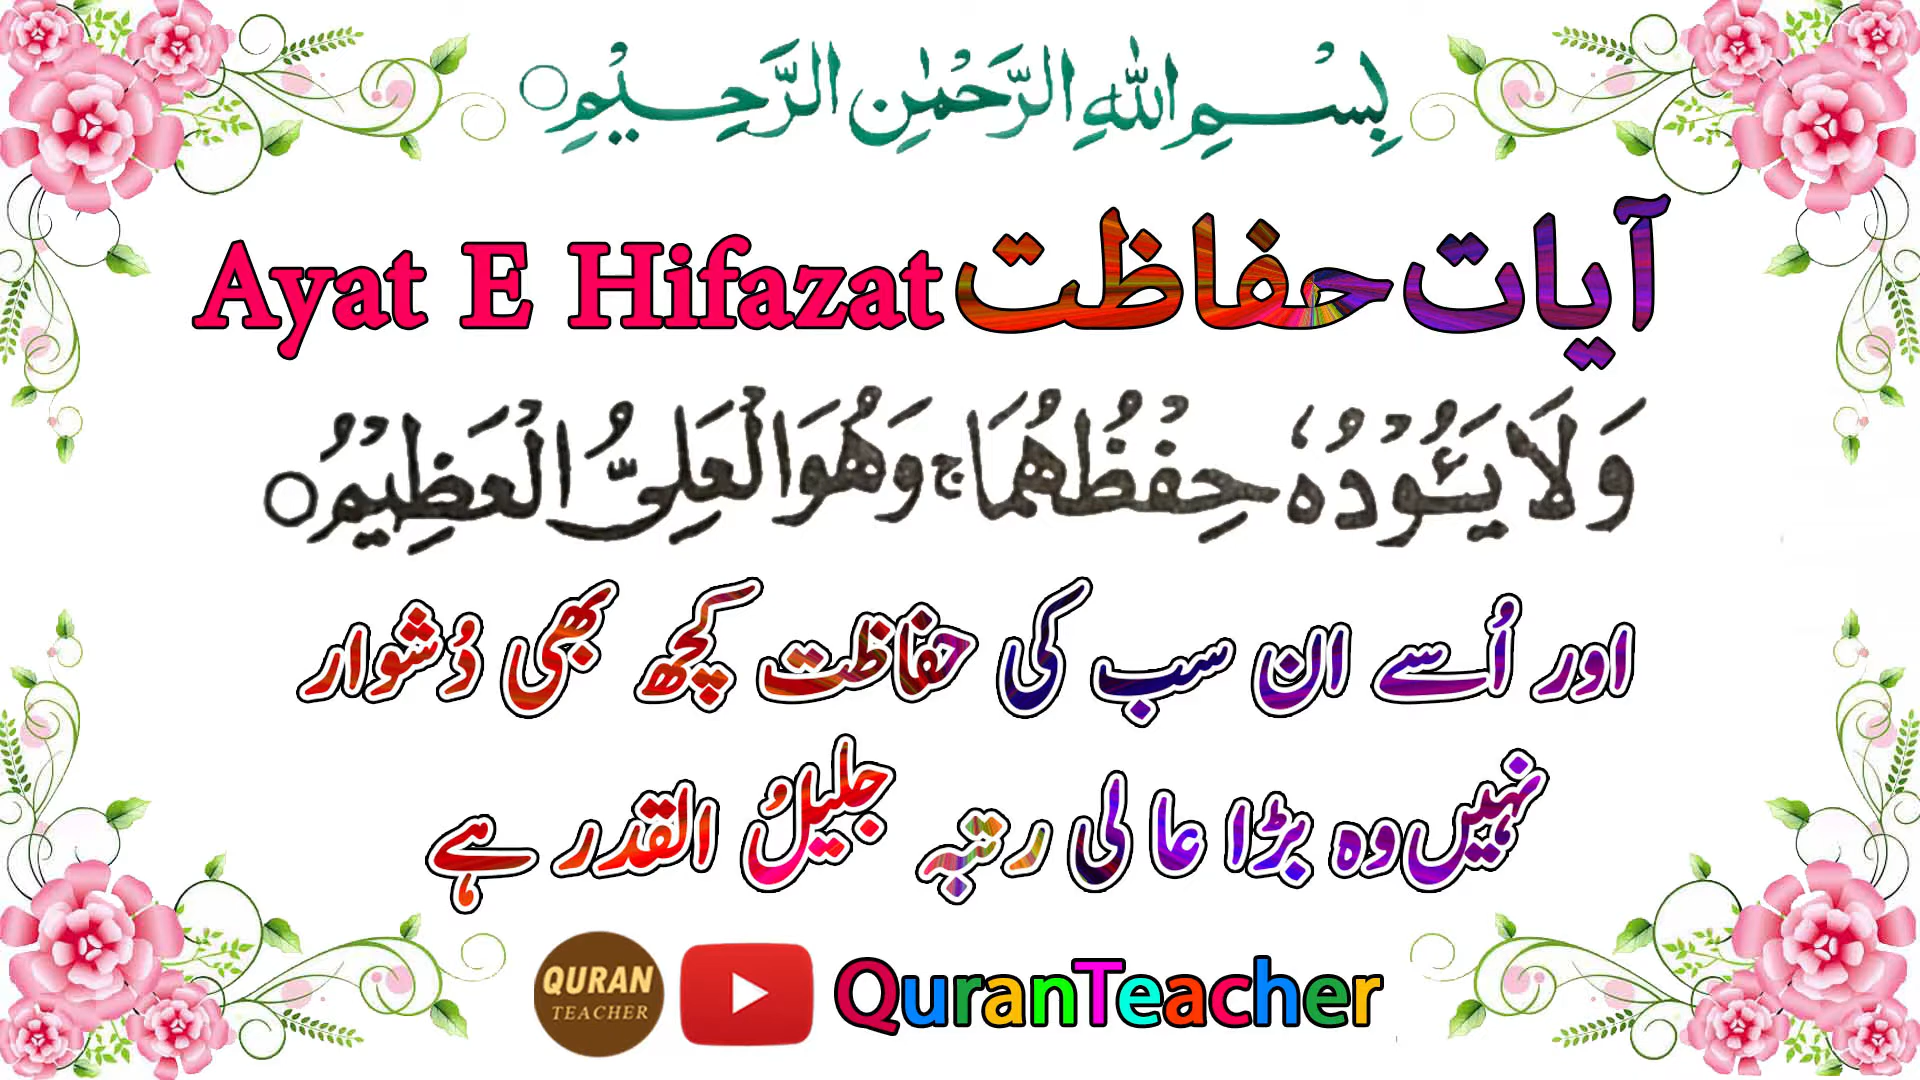 بِسْمِ اللّٰهِ الرَّحْمٰنِ الرَّحِيْمِ
آیات حفاظت Ayat E Hifazat
وَلَا يَـُٔوْدُهٗ حِفْظُهُمَا ۚ وَهُوَ الْعَلِىُّ الْعَظِيْمُ
اور اُسے ان سب کی حفاظت کچھ بھی دُشوار
نہیں وہ بڑا عالی رتبہ جلیلُ القدر ہے
QURAN
TEACHER
QuranTeacher